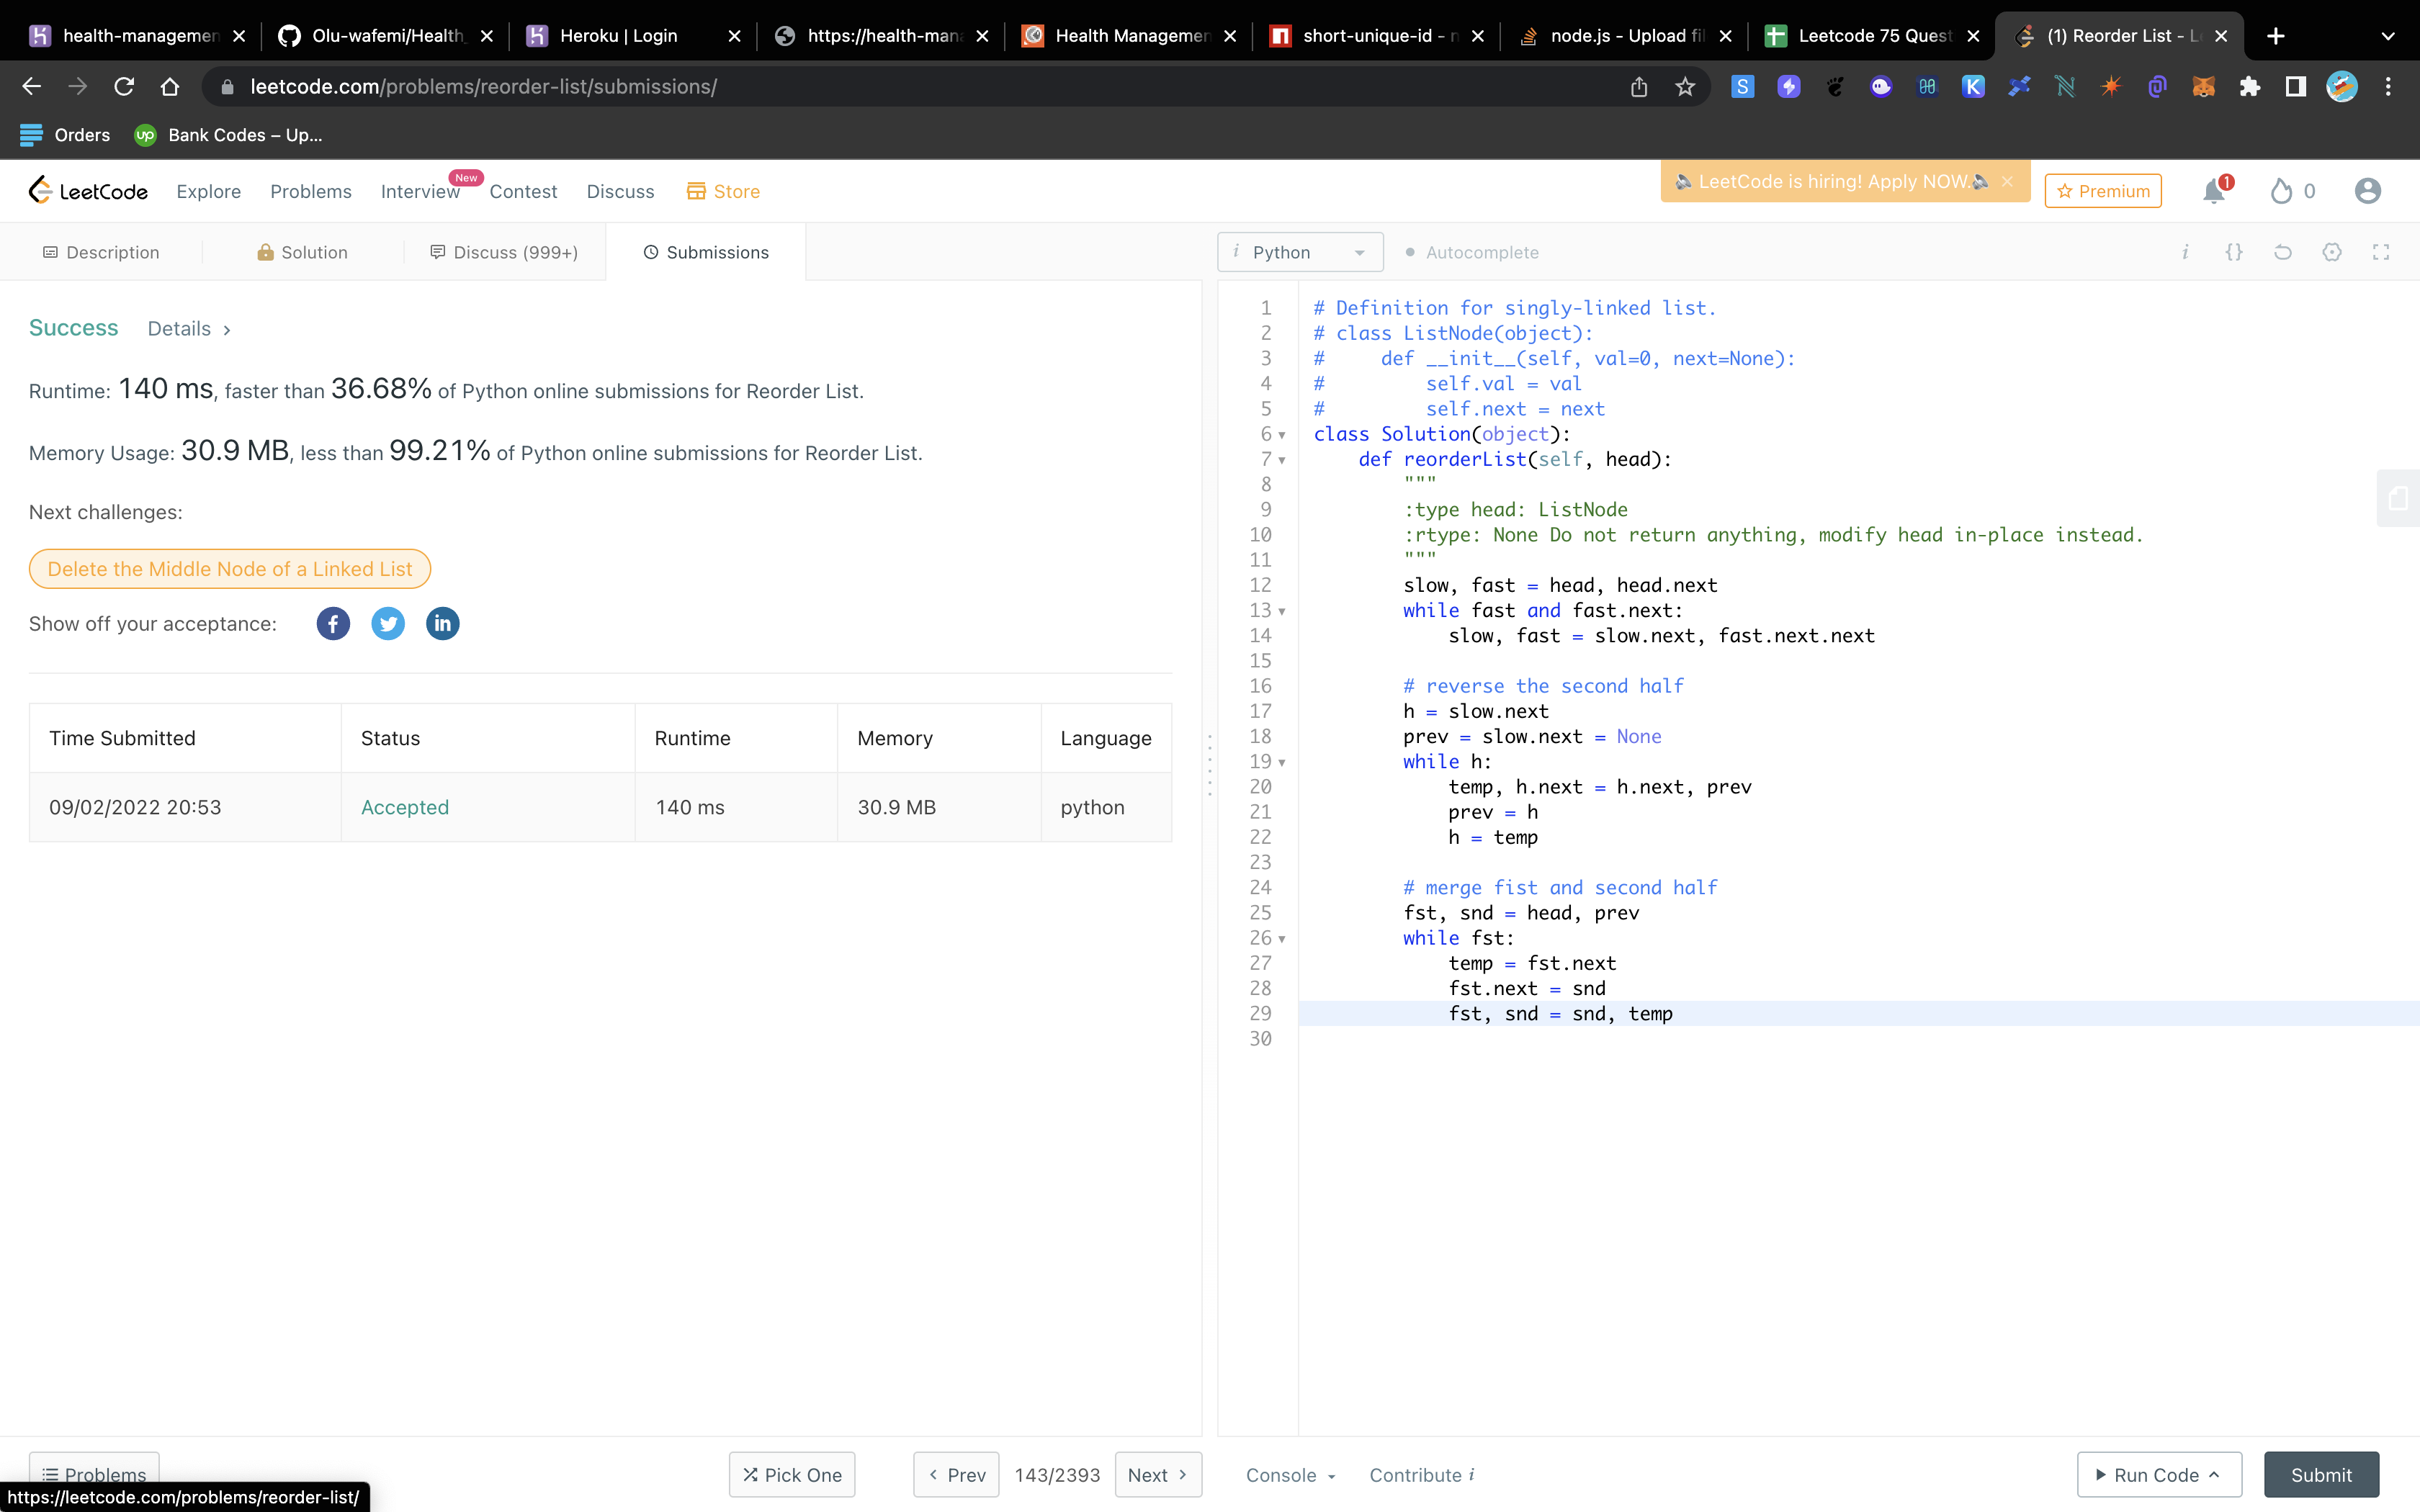 health-managemen
Olu-wafemi/Health_
Heroku | Login
https://health-mana
Health Managemen
short-unique-id - n
node.js - Upload fil
Leetcode 75 Quest
(1) Reorder List - L
leetcode.com/problems/reorder-list/submissions/
Orders
Bank Codes – Up...
LeetCode
Explore
Problems
Interview
New
Contest
Discuss
Store
LeetCode is hiring! Apply NOW.
Premium
1
0
Description
Solution
Discuss (999+)
Submissions
i Python
Autocomplete
i {}
Success Details
Runtime: 140 ms, faster than 36.68% of Python online submissions for Reorder List.
Memory Usage: 30.9 MB, less than 99.21% of Python online submissions for Reorder List.
Next challenges:
Delete the Middle Node of a Linked List
Show off your acceptance:
Time Submitted Status Runtime Memory Language
09/02/2022 20:53 Accepted 140 ms 30.9 MB python
1 # Definition for singly-linked list.
2 # class ListNode(object):
3 #     def __init__(self, val=0, next=None):
4 #         self.val = val
5 #         self.next = next
6 class Solution(object):
7     def reorderList(self, head):
8         """
9         :type head: ListNode
10         :rtype: None Do not return anything, modify head in-place instead.
11         """
12         slow, fast = head, head.next
13         while fast and fast.next:
14             slow, fast = slow.next, fast.next.next
15
16         # reverse the second half
17         h = slow.next
18         prev = slow.next = None
19         while h:
20             temp, h.next = h.next, prev
21             prev = h
22             h = temp
23
24         # merge fist and second half
25         fst, snd = head, prev
26         while fst:
27             temp = fst.next
28             fst.next = snd
29             fst, snd = snd, temp
30
Problems
Pick One
Prev
143/2393
Next
Console
Contribute i
Run Code
Submit
https://leetcode.com/problems/reorder-list/